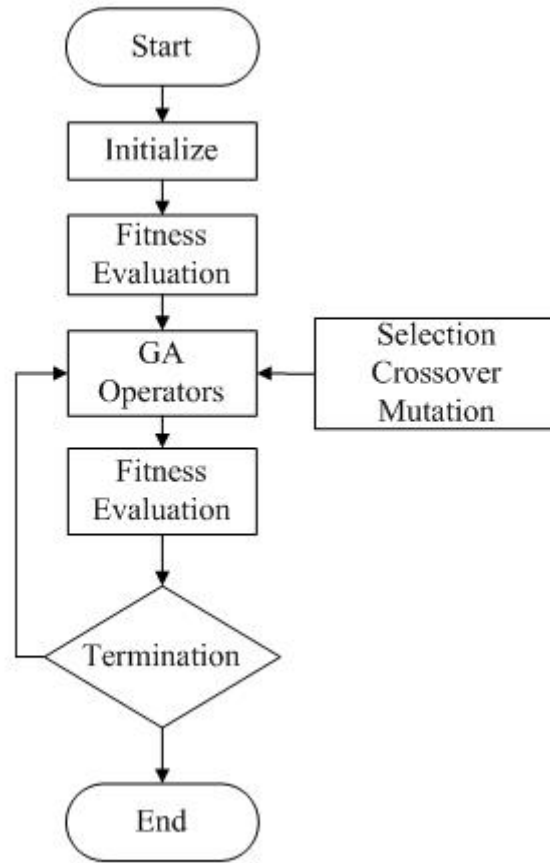 Start
Initialize
Fitness
Evaluation
GA
Operators
Selection
Crossover
Mutation
Fitness
Evaluation
Termination
End